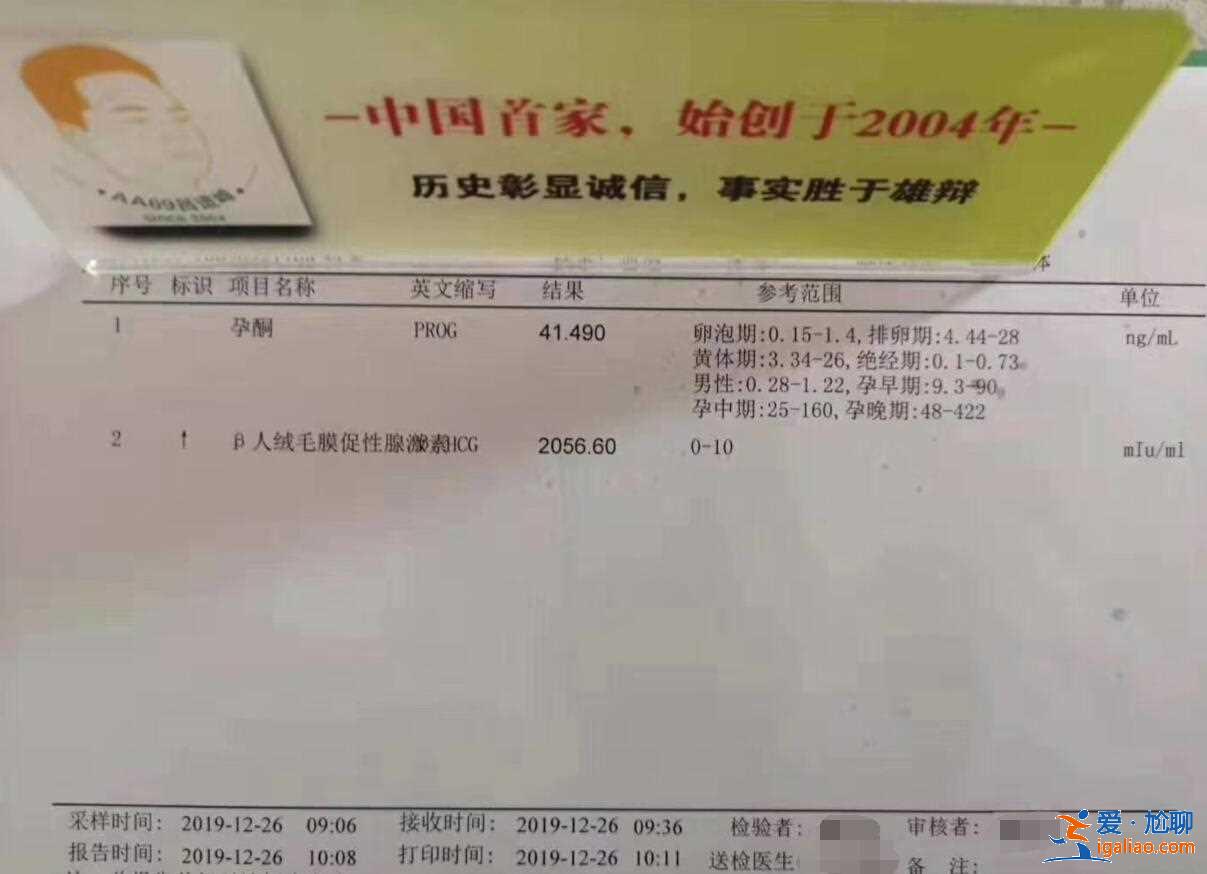 -中国首家，始创于2004年-
历史彰显诚信，事实胜于雄辩
SINCE 2004
本
序号 标识 项目名称 英文缩写 结果 参考范围 单位
1 孕酮 PROG 41.490 卵泡期:0.15-1.4,排卵期:4.44-28 ng/mL
黄体期:3.34-26,绝经期:0.1-0.73
男性:0.28-1.22,孕早期:9.3-90
孕中期:25-160,孕晚期:48-422
2 ↑ β人绒毛膜促性腺激素HCG 2056.60 0-10 mIu/ml
采样时间: 2019-12-26 09:06 接收时间: 2019-12-26 09:36 检验者: 审核者:
报告时间: 2019-12-26 10:08 打印时间: 2019-12-26 10:11 送检医生 备 注:
爱·尬聊
igaliao.com